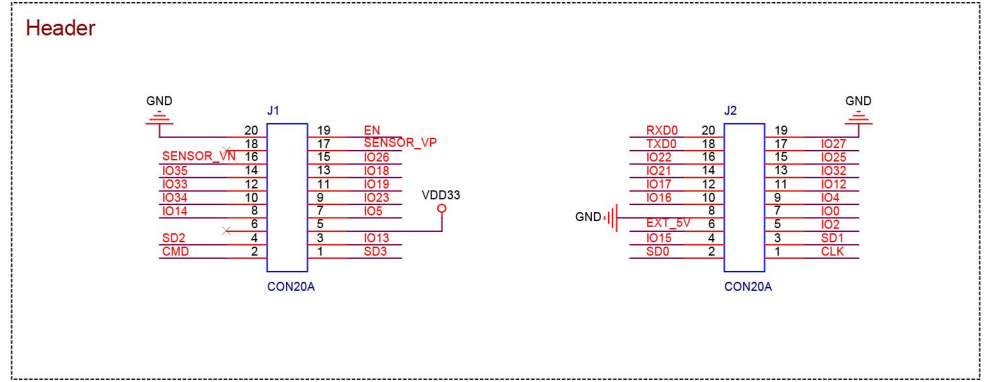 Header
GND
J1
20 19 EN
18 17 SENSOR_VP
SENSOR_VN 16 15 IO26
IO35 14 13 IO18
IO33 12 11 IO19
IO34 10 9 IO23
IO14 8 7 IO5
6 5 VDD33
SD2 4 3 IO13
CMD 2 1 SD3
CON20A
GND
J2
RXD0 20 19
TXD0 18 17 IO27
IO22 16 15 IO25
IO21 14 13 IO32
IO17 12 11 IO12
IO16 10 9 IO4
GND 8 7 IO0
EXT_5V 6 5 IO2
IO15 4 3 SD1
SD0 2 1 CLK
CON20A